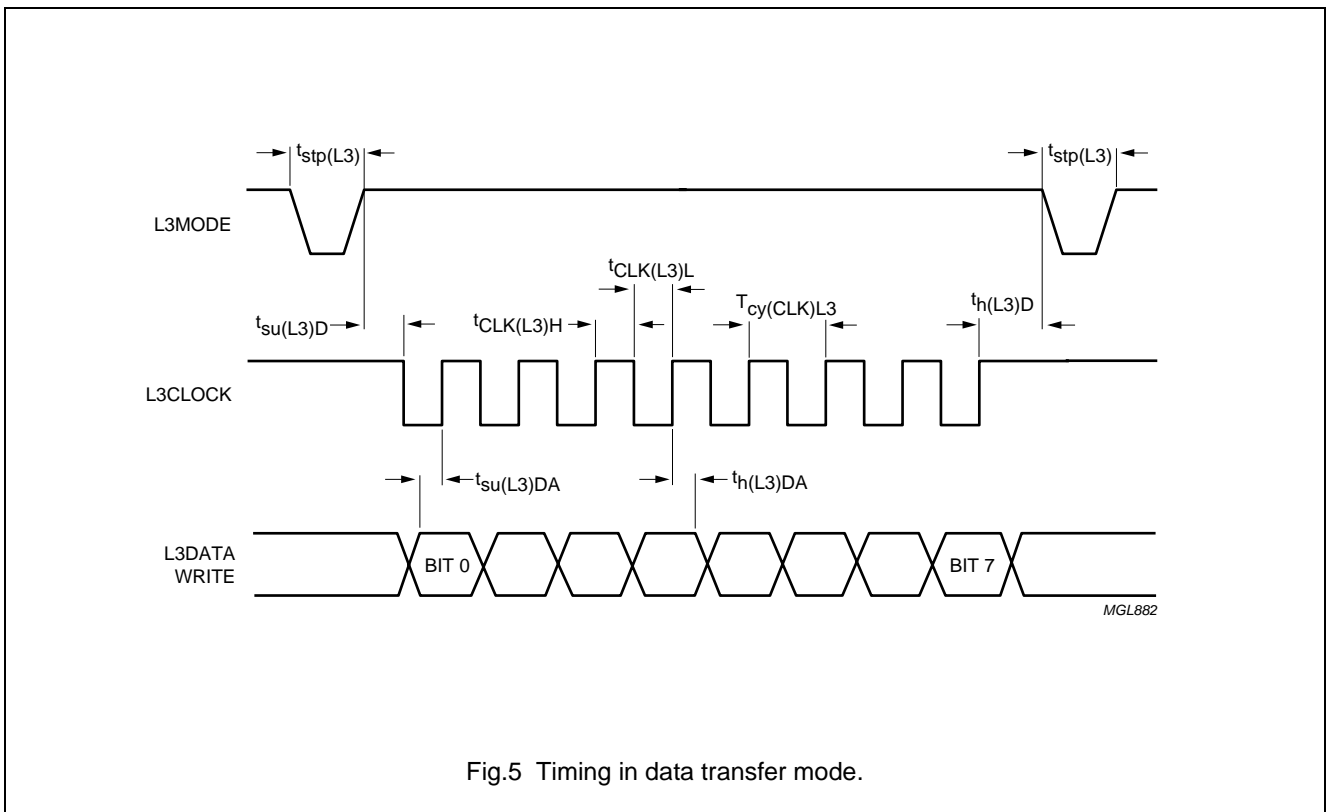 tstp(L3) tstp(L3)
L3MODE
tCLK(L3)L
tsu(L3)D tCLK(L3)H Tcy(CLK)L3 th(L3)D
L3CLOCK
tsu(L3)DA th(L3)DA
L3DATA
WRITE
BIT 0 BIT 7
MGL882
Fig.5 Timing in data transfer mode.